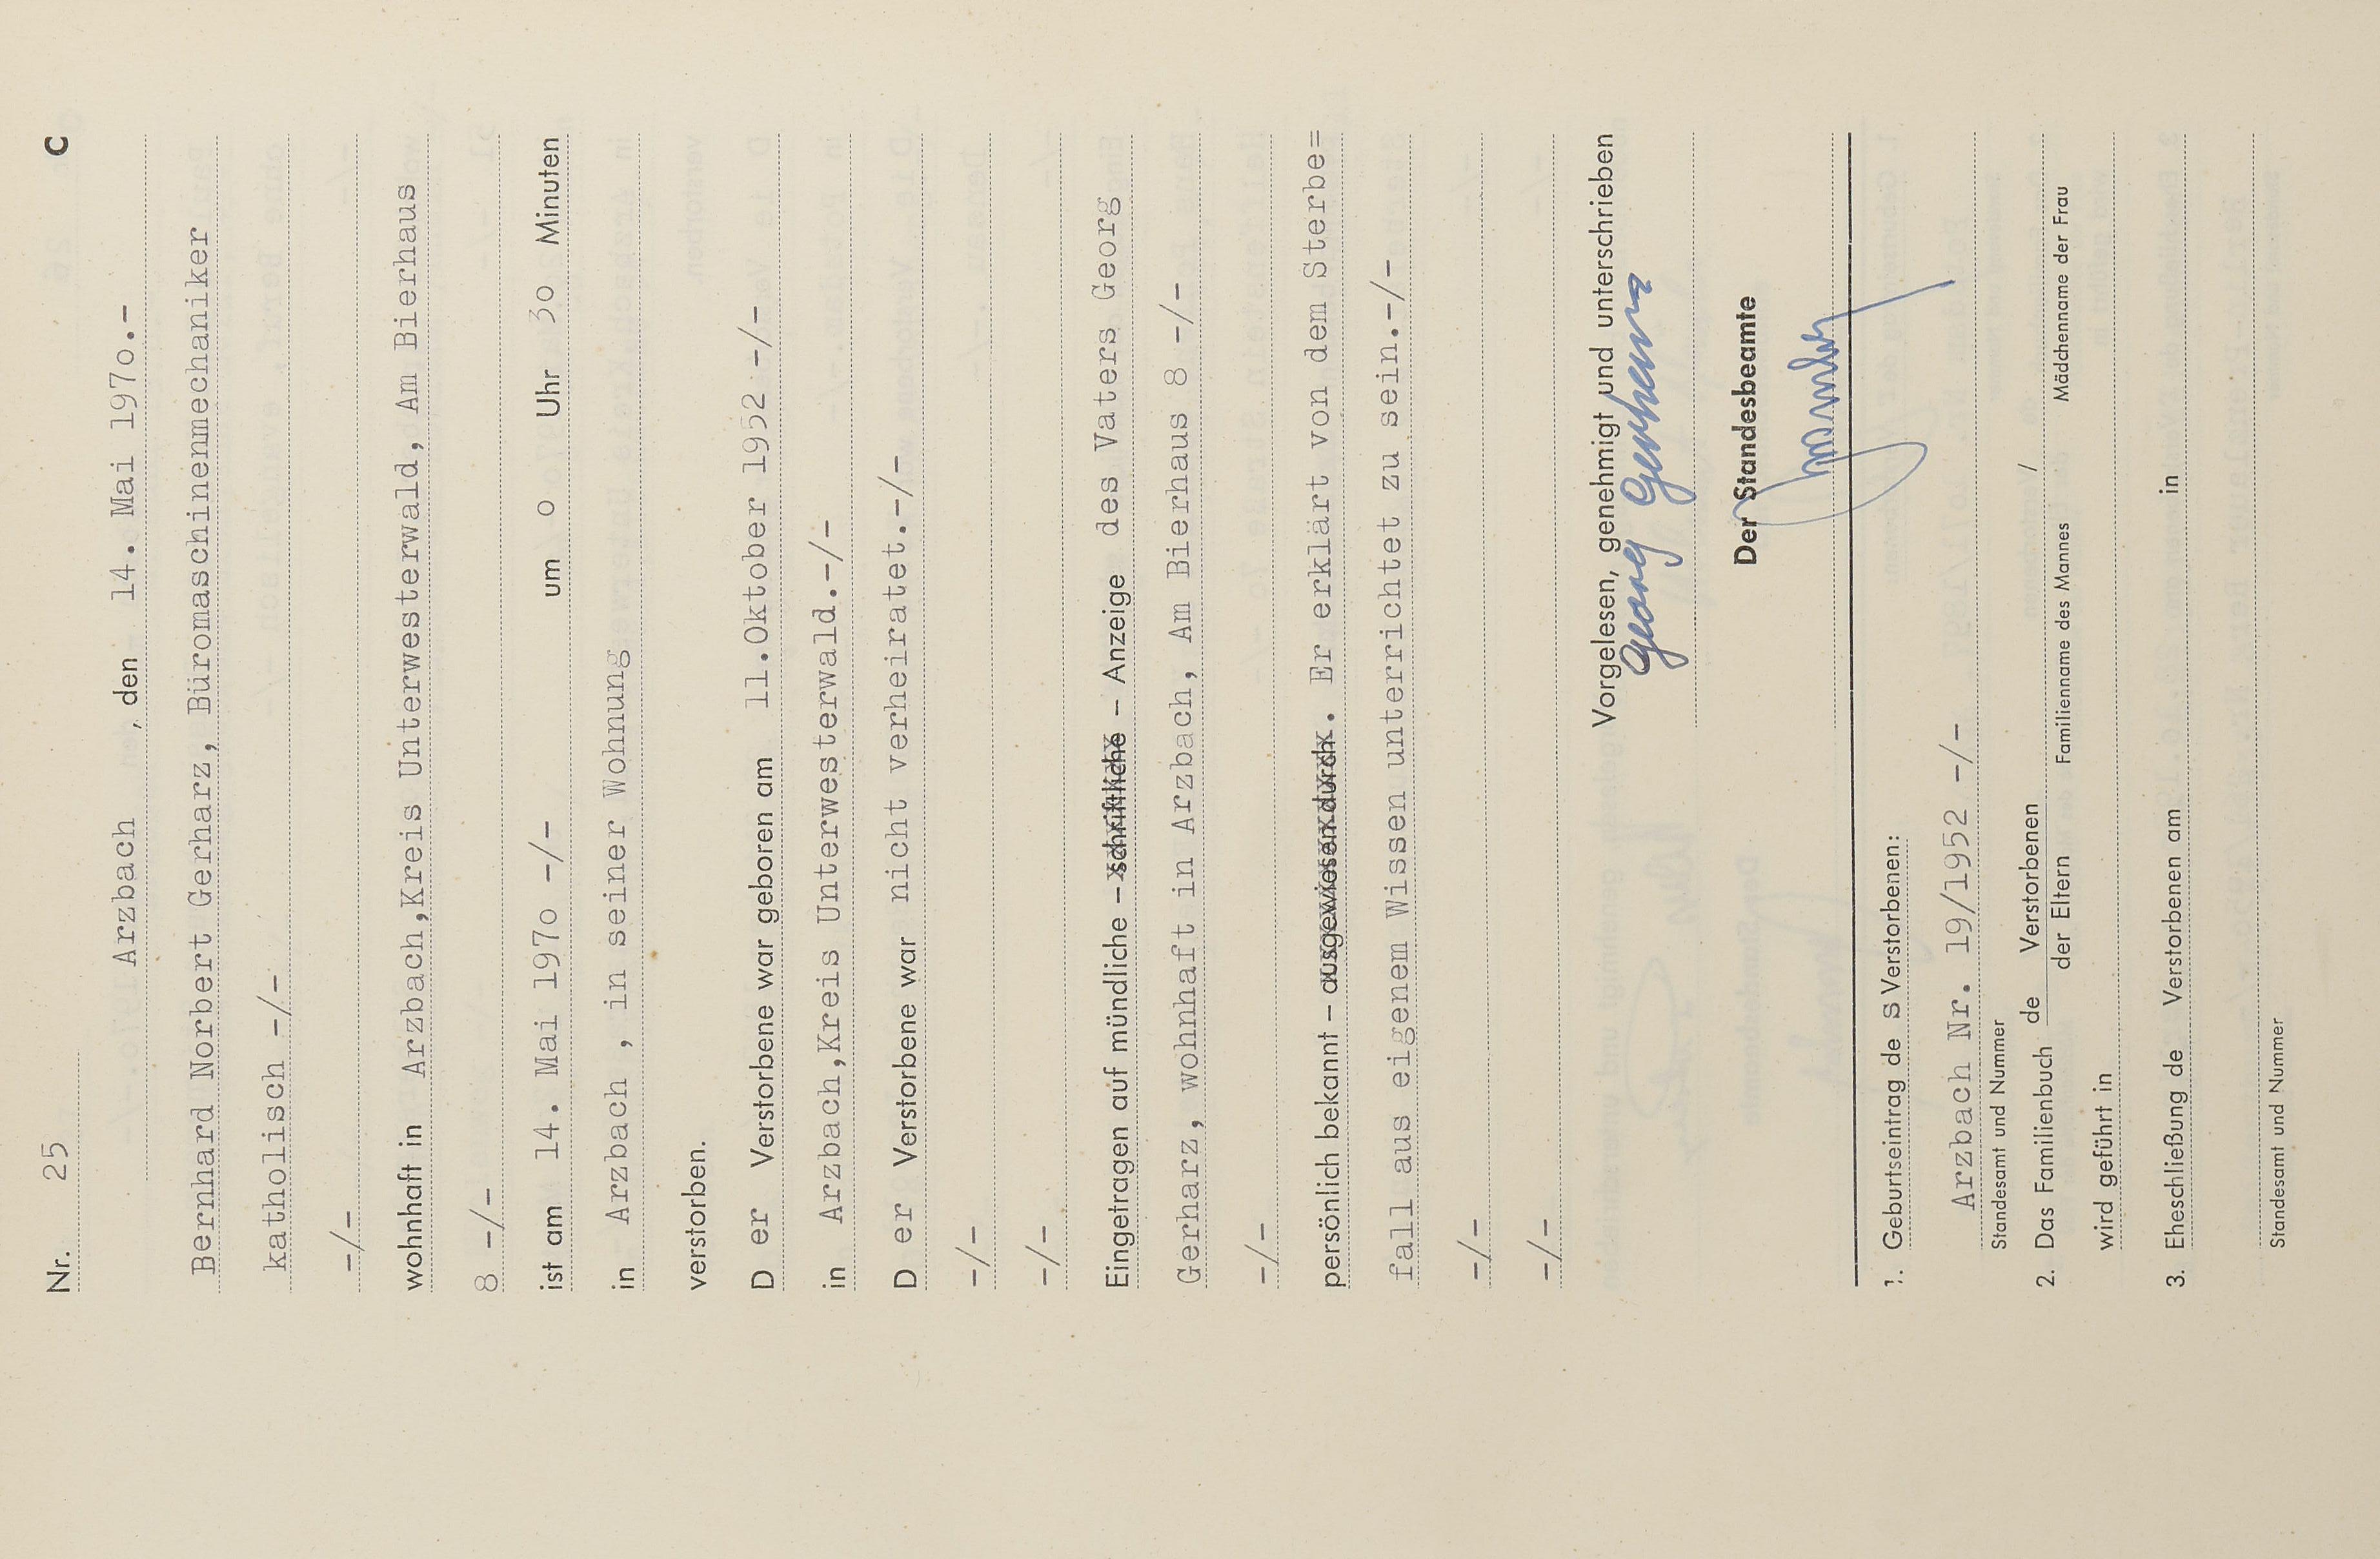 Nr. 25 C
Arzbach , den 14. Mai 197o.-
Bernhard Norbert Gerharz, Büromaschinenmechaniker
katholisch -/-
-/-
wohnhaft in Arzbach,Kreis Unterwesterwald, Am Bierhaus
8 -/-
ist am 14. Mai 197o -/- um o Uhr 3o Minuten
in Arzbach , in seiner Wohnung
verstorben.
D er Verstorbene war geboren am 11.Oktober 1952 -/-
in Arzbach,Kreis Unterwesterwald.-/-
D er Verstorbene war nicht verheiratet.-/-
-/-
-/-
Eingetragen auf mündliche – schriftliche – Anzeige des Vaters Georg
Gerharz, wohnhaft in Arzbach, Am Bierhaus 8 -/-
-/-
persönlich bekannt – ausgewiesen durch. Er erklärt von dem Sterbe=
fall aus eigenem Wissen unterrichtet zu sein.-/-
-/-
-/-
Vorgelesen, genehmigt und unterschrieben
Georg Gerharz
Der Standesbeamte
1. Geburtseintrag de s Verstorbenen:
Arzbach Nr. 19/1952 -/-
Standesamt und Nummer
2. Das Familienbuch de Verstorbenen /
der Eltern Familienname des Mannes Mädchenname der Frau
wird geführt in
3. Eheschließung de Verstorbenen am in
Standesamt und Nummer